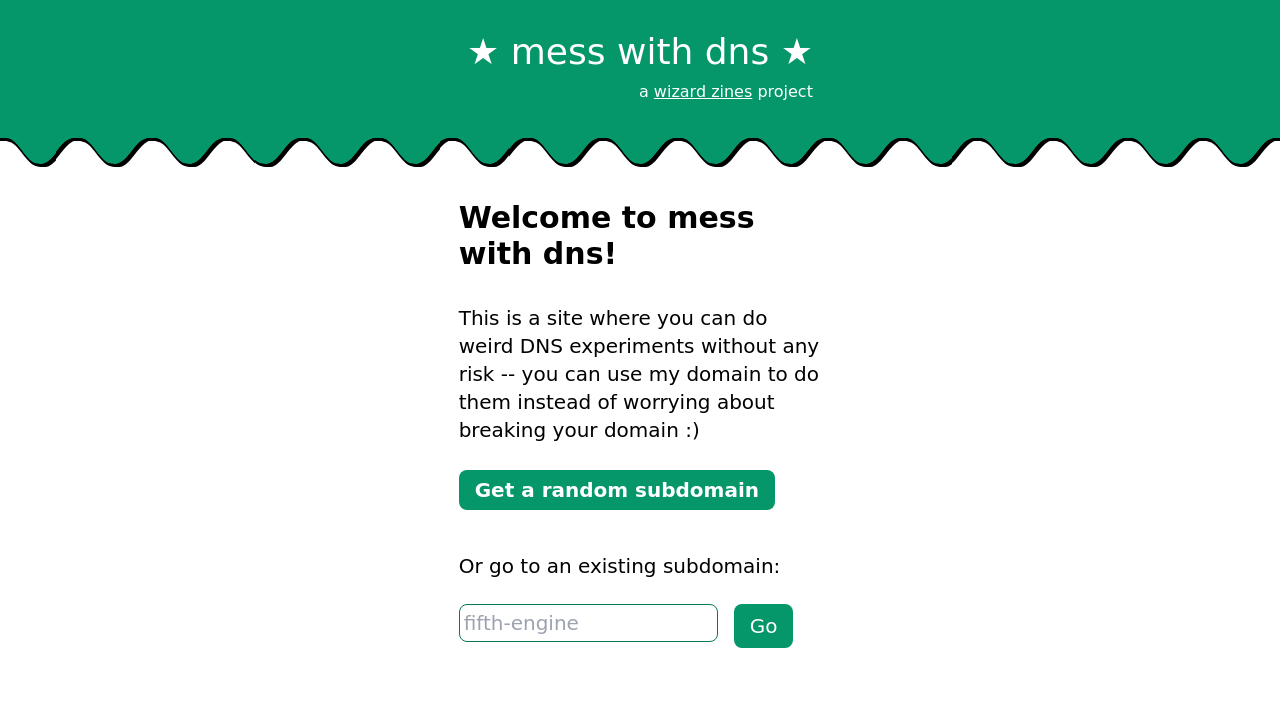 ★ mess with dns ★
a wizard zines project
Welcome to mess
with dns!
This is a site where you can do
weird DNS experiments without any
risk -- you can use my domain to do
them instead of worrying about
breaking your domain :)
Get a random subdomain
Or go to an existing subdomain:
fifth-engine
Go